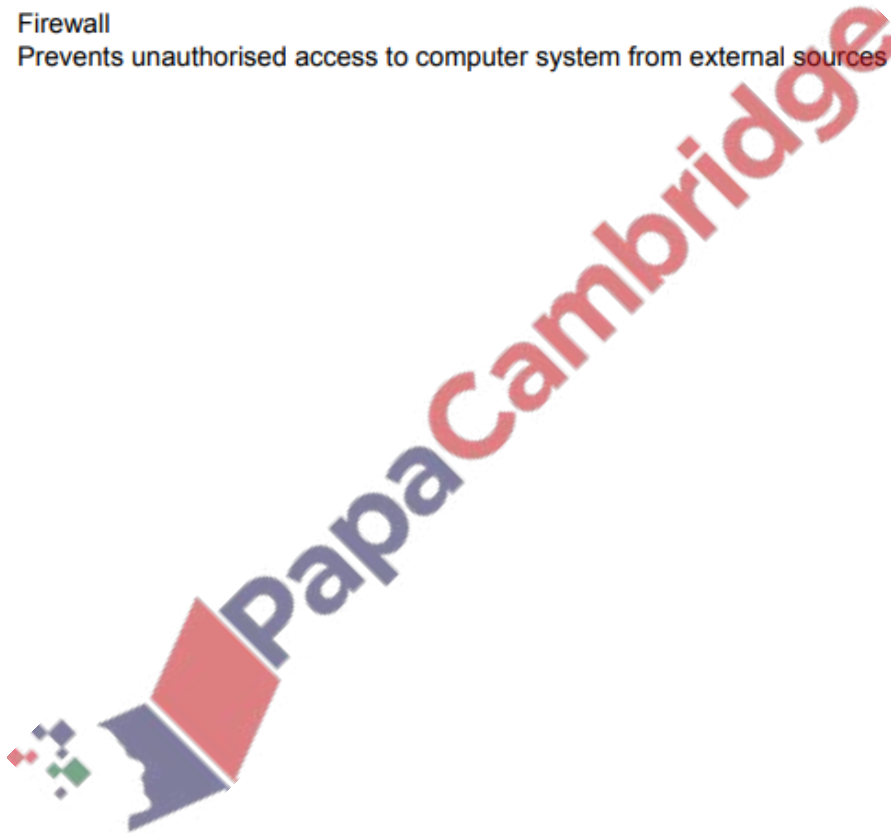 Firewall
Prevents unauthorised access to computer system from external sources
PapaCambridge